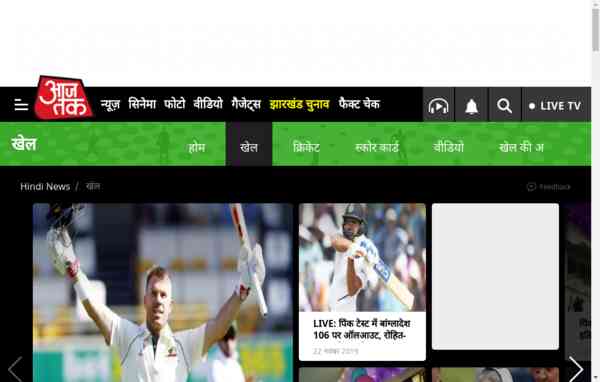 आज
तक
न्यूज़ सिनेमा फोटो वीडियो गैजेट्स झारखंड चुनाव फैक्ट चेक
LIVE TV
खेल
होम खेल क्रिकेट स्कोर कार्ड वीडियो खेल की अ
Hindi News / खेल
Feedback
LIVE: पिंक टेस्ट में बांग्लादेश
106 पर ऑलआउट, रोहित-
22 नवंबर 2019